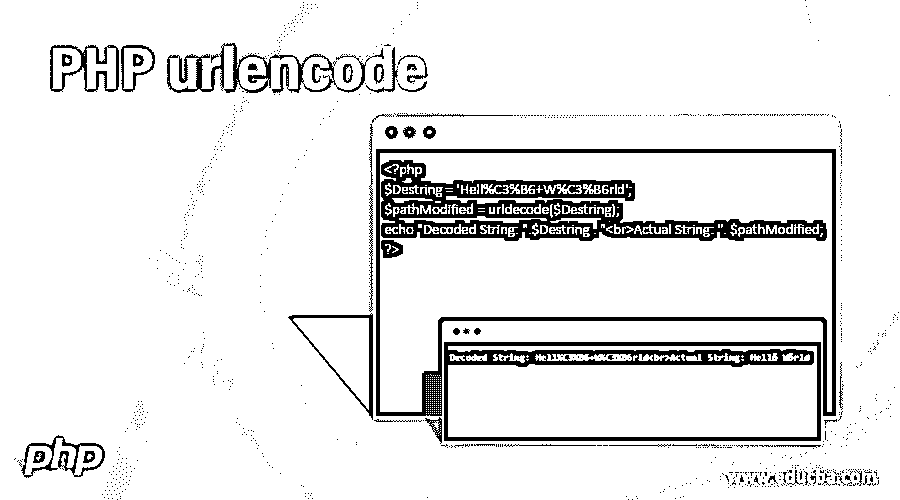 PHP urlencode
<?php
$Destring = 'Hell%C3%B6+W%C3%B6rld';
$pathModified = urldecode($Destring);
echo "Decoded String: " .$Destring . "<br>Actual String: ". $pathModified;
?>
Decoded String: Hell%C3%B6+W%C3%B6rld<br>Actual String: Hellö Wörld
php
www.educba.com